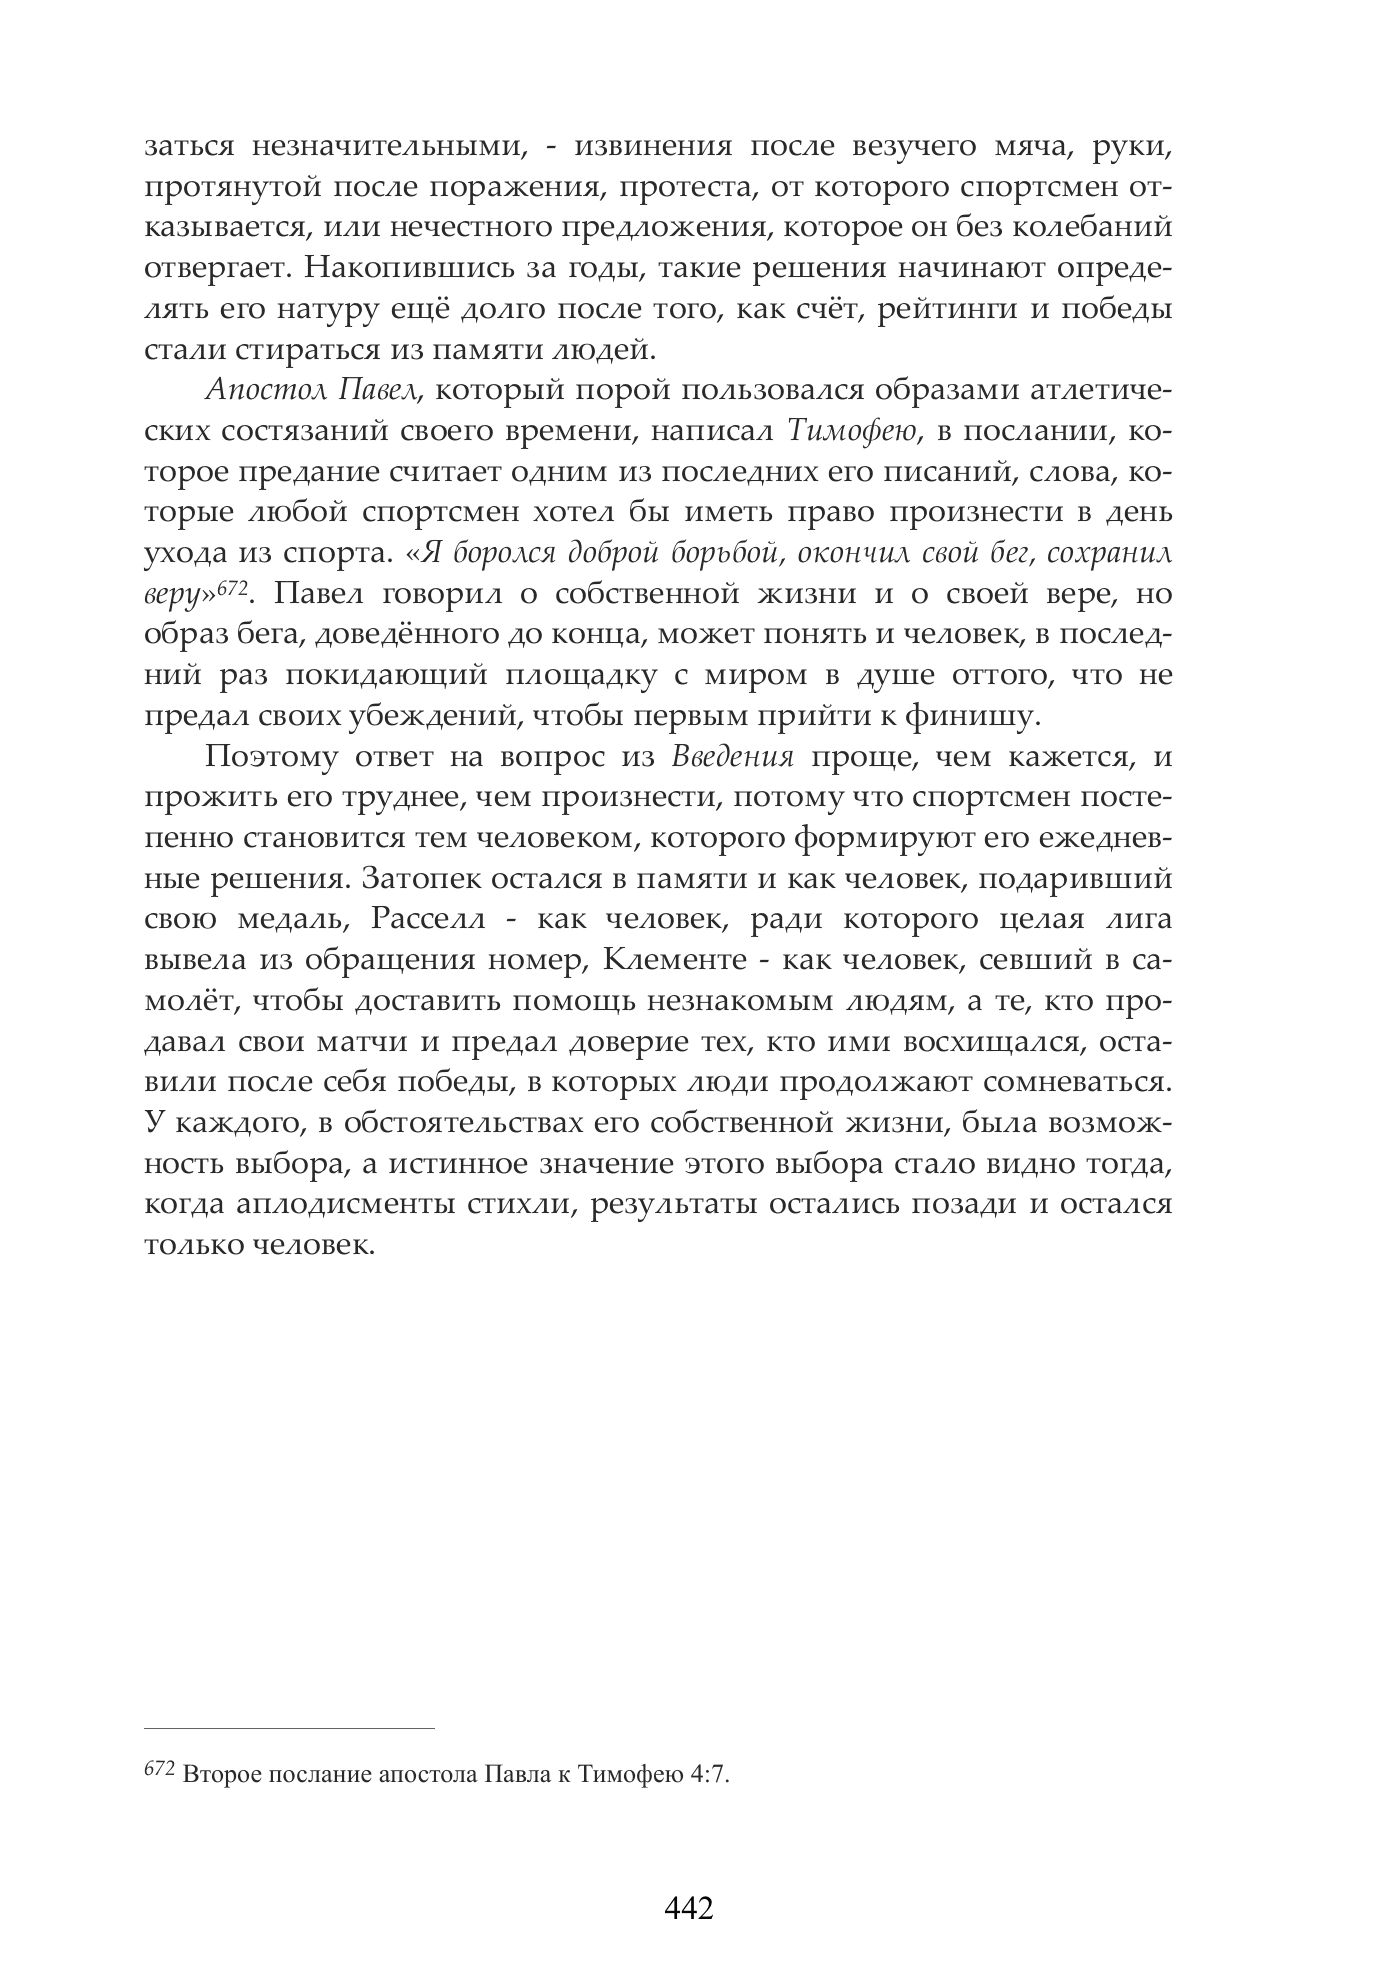 заться незначительными, - извинения после везучего мяча, руки,
протянутой после поражения, протеста, от которого спортсмен от-
казывается, или нечестного предложения, которое он без колебаний
отвергает. Накопившись за годы, такие решения начинают опреде-
лять его натуру ещё долго после того, как счёт, рейтинги и победы
стали стираться из памяти людей.
Апостол Павел, который порой пользовался образами атлетиче-
ских состязаний своего времени, написал Тимофею, в послании, ко-
торое предание считает одним из последних его писаний, слова, ко-
торые любой спортсмен хотел бы иметь право произнести в день
ухода из спорта. «Я боролся доброй борьбой, окончил свой бег, сохранил
веру»672. Павел говорил о собственной жизни и о своей вере, но
образ бега, доведённого до конца, может понять и человек, в послед-
ний раз покидающий площадку с миром в душе оттого, что не
предал своих убеждений, чтобы первым прийти к финишу.
Поэтому ответ на вопрос из Введения проще, чем кажется, и
прожить его труднее, чем произнести, потому что спортсмен посте-
пенно становится тем человеком, которого формируют его ежеднев-
ные решения. Затопек остался в памяти и как человек, подаривший
свою медаль, Расселл - как человек, ради которого целая лига
вывела из обращения номер, Клементе - как человек, севший в са-
молёт, чтобы доставить помощь незнакомым людям, а те, кто про-
давал свои матчи и предал доверие тех, кто ими восхищался, оста-
вили после себя победы, в которых люди продолжают сомневаться.
У каждого, в обстоятельствах его собственной жизни, была возмож-
ность выбора, а истинное значение этого выбора стало видно тогда,
когда аплодисменты стихли, результаты остались позади и остался
только человек.
672 Второе послание апостола Павла к Тимофею 4:7.
442